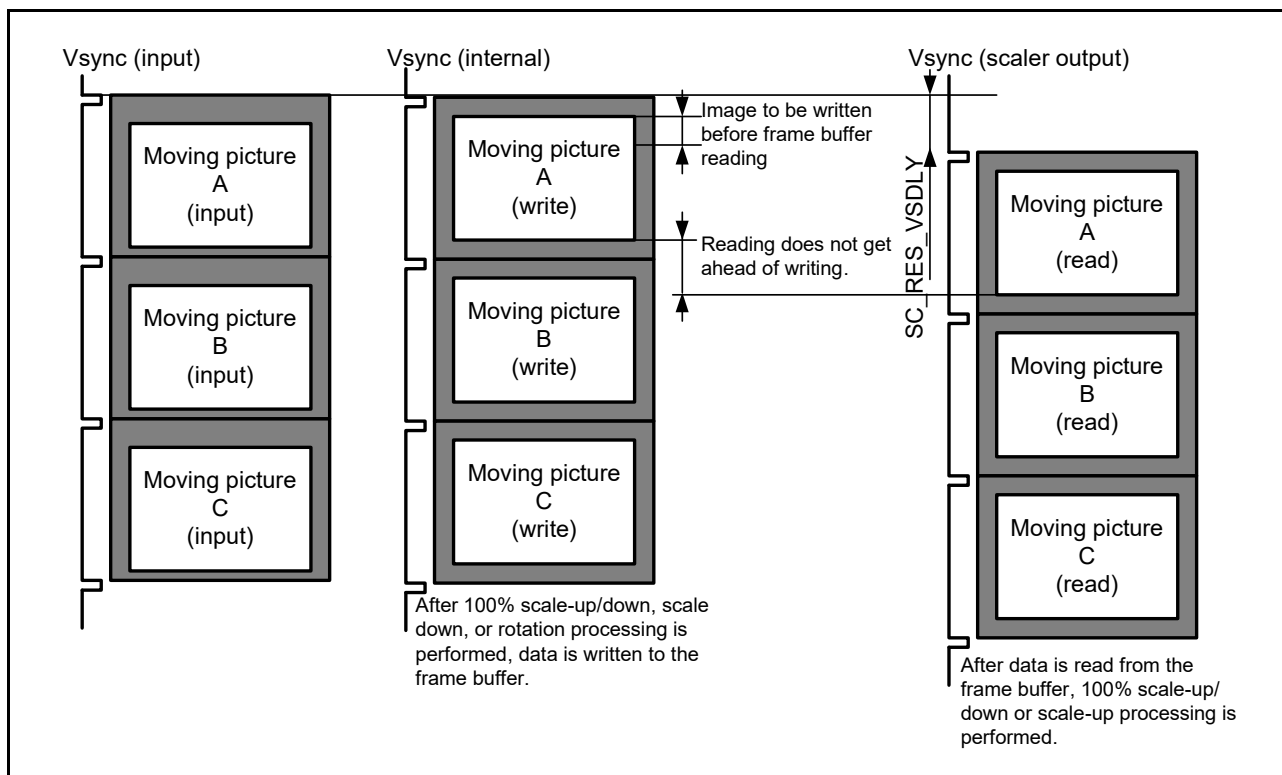 Vsync (input)
Vsync (internal)
Vsync (scaler output)
Moving picture
A
(input)
Moving picture
B
(input)
Moving picture
C
(input)
Moving picture
A
(write)
Moving picture
B
(write)
Moving picture
C
(write)
After 100% scale-up/down, scale
down, or rotation processing is
performed, data is written to the
frame buffer.
Image to be written
before frame buffer
reading
Reading does not get
ahead of writing.
SC_RES_VSDLY
Moving picture
A
(read)
Moving picture
B
(read)
Moving picture
C
(read)
After data is read from the
frame buffer, 100% scale-up/
down or scale-up processing is
performed.